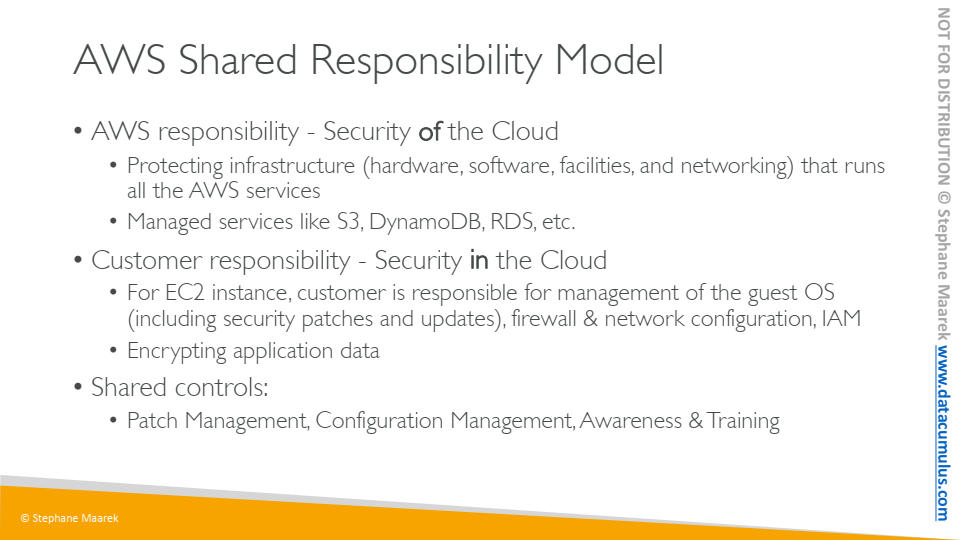 AWS Shared Responsibility Model
• AWS responsibility - Security of the Cloud
• Protecting infrastructure (hardware, software, facilities, and networking) that runs
all the AWS services
• Managed services like S3, DynamoDB, RDS, etc.
• Customer responsibility - Security in the Cloud
• For EC2 instance, customer is responsible for management of the guest OS
(including security patches and updates), firewall & network configuration, IAM
• Encrypting application data
• Shared controls:
• Patch Management, Configuration Management, Awareness & Training
© Stephane Maarek
NOT FOR DISTRIBUTION © Stephane Maarek www.datacumulus.com